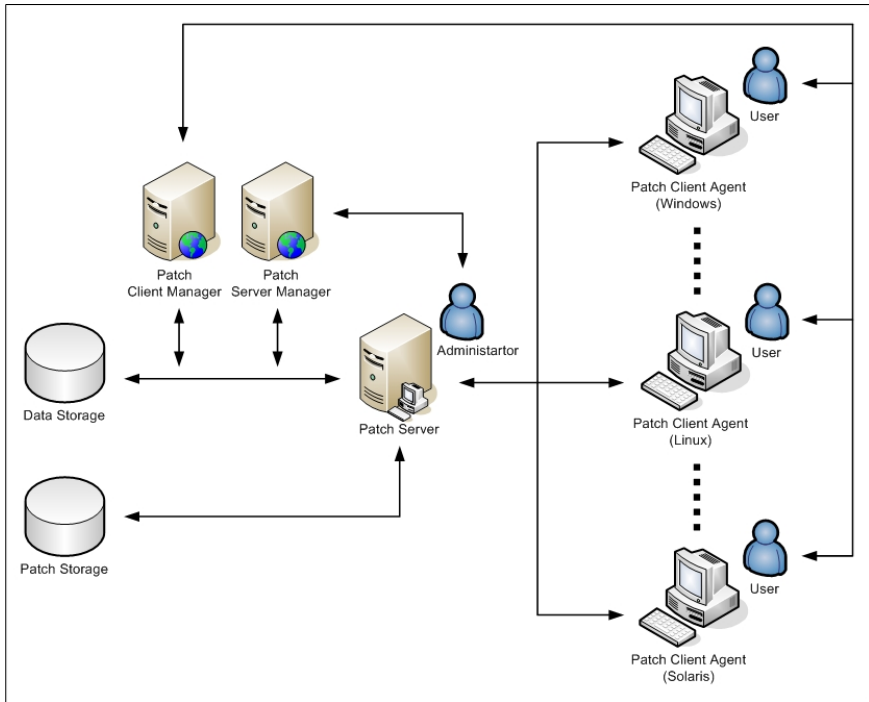 User
Patch Client Agent
(Windows)
Patch
Client Manager
Patch
Server Manager
Administartor
User
Data Storage
Patch Server
Patch Client Agent
(Linux)
Patch Storage
User
Patch Client Agent
(Solaris)